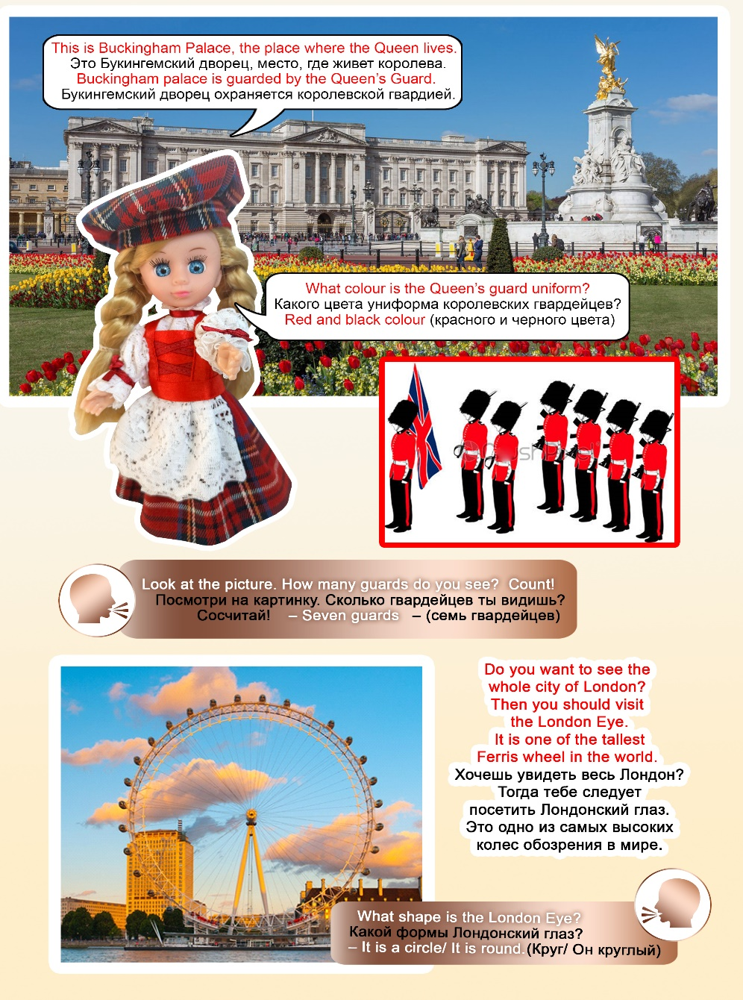 This is Buckingham Palace, the place where the Queen lives.
Это Букингемский дворец, место, где живет королева.
Buckingham palace is guarded by the Queen’s Guard.
Букингемский дворец охраняется королевской гвардией.
What colour is the Queen’s guard uniform?
Какого цвета униформа королевских гвардейцев?
Red and black colour (красного и черного цвета)
Look at the picture. How many guards do you see? Count!
Посмотри на картинку. Сколько гвардейцев ты видишь?
Сосчитай! – Seven guards – (семь гвардейцев)
Do you want to see the
whole city of London?
Then you should visit
the London Eye.
It is one of the tallest
Ferris wheel in the world.
Хочешь увидеть весь Лондон?
Тогда тебе следует
посетить Лондонский глаз.
Это одно из самых высоких
колес обозрения в мире.
What shape is the London Eye?
Какой формы Лондонский глаз?
– It is a circle/ It is round.(Круг/ Он круглый)